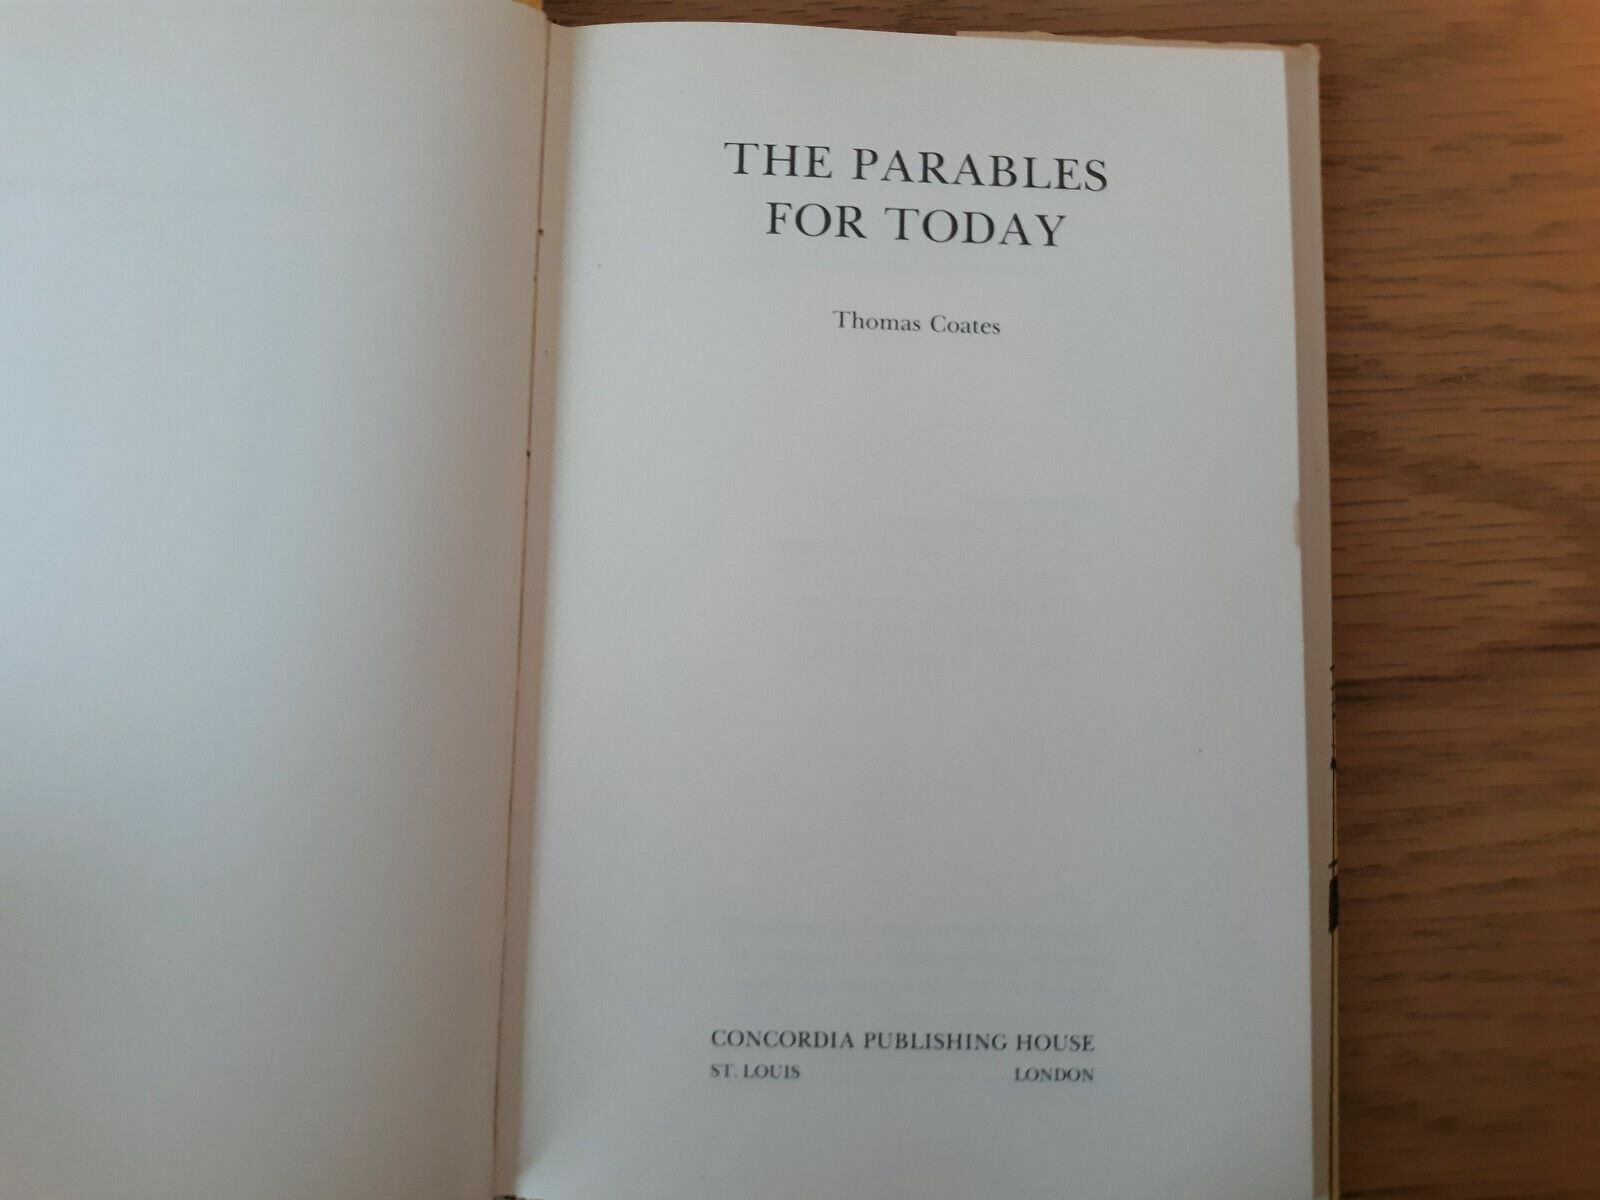 THE PARABLES
FOR TODAY
Thomas Coates
CONCORDIA PUBLISHING HOUSE
ST. LOUIS LONDON